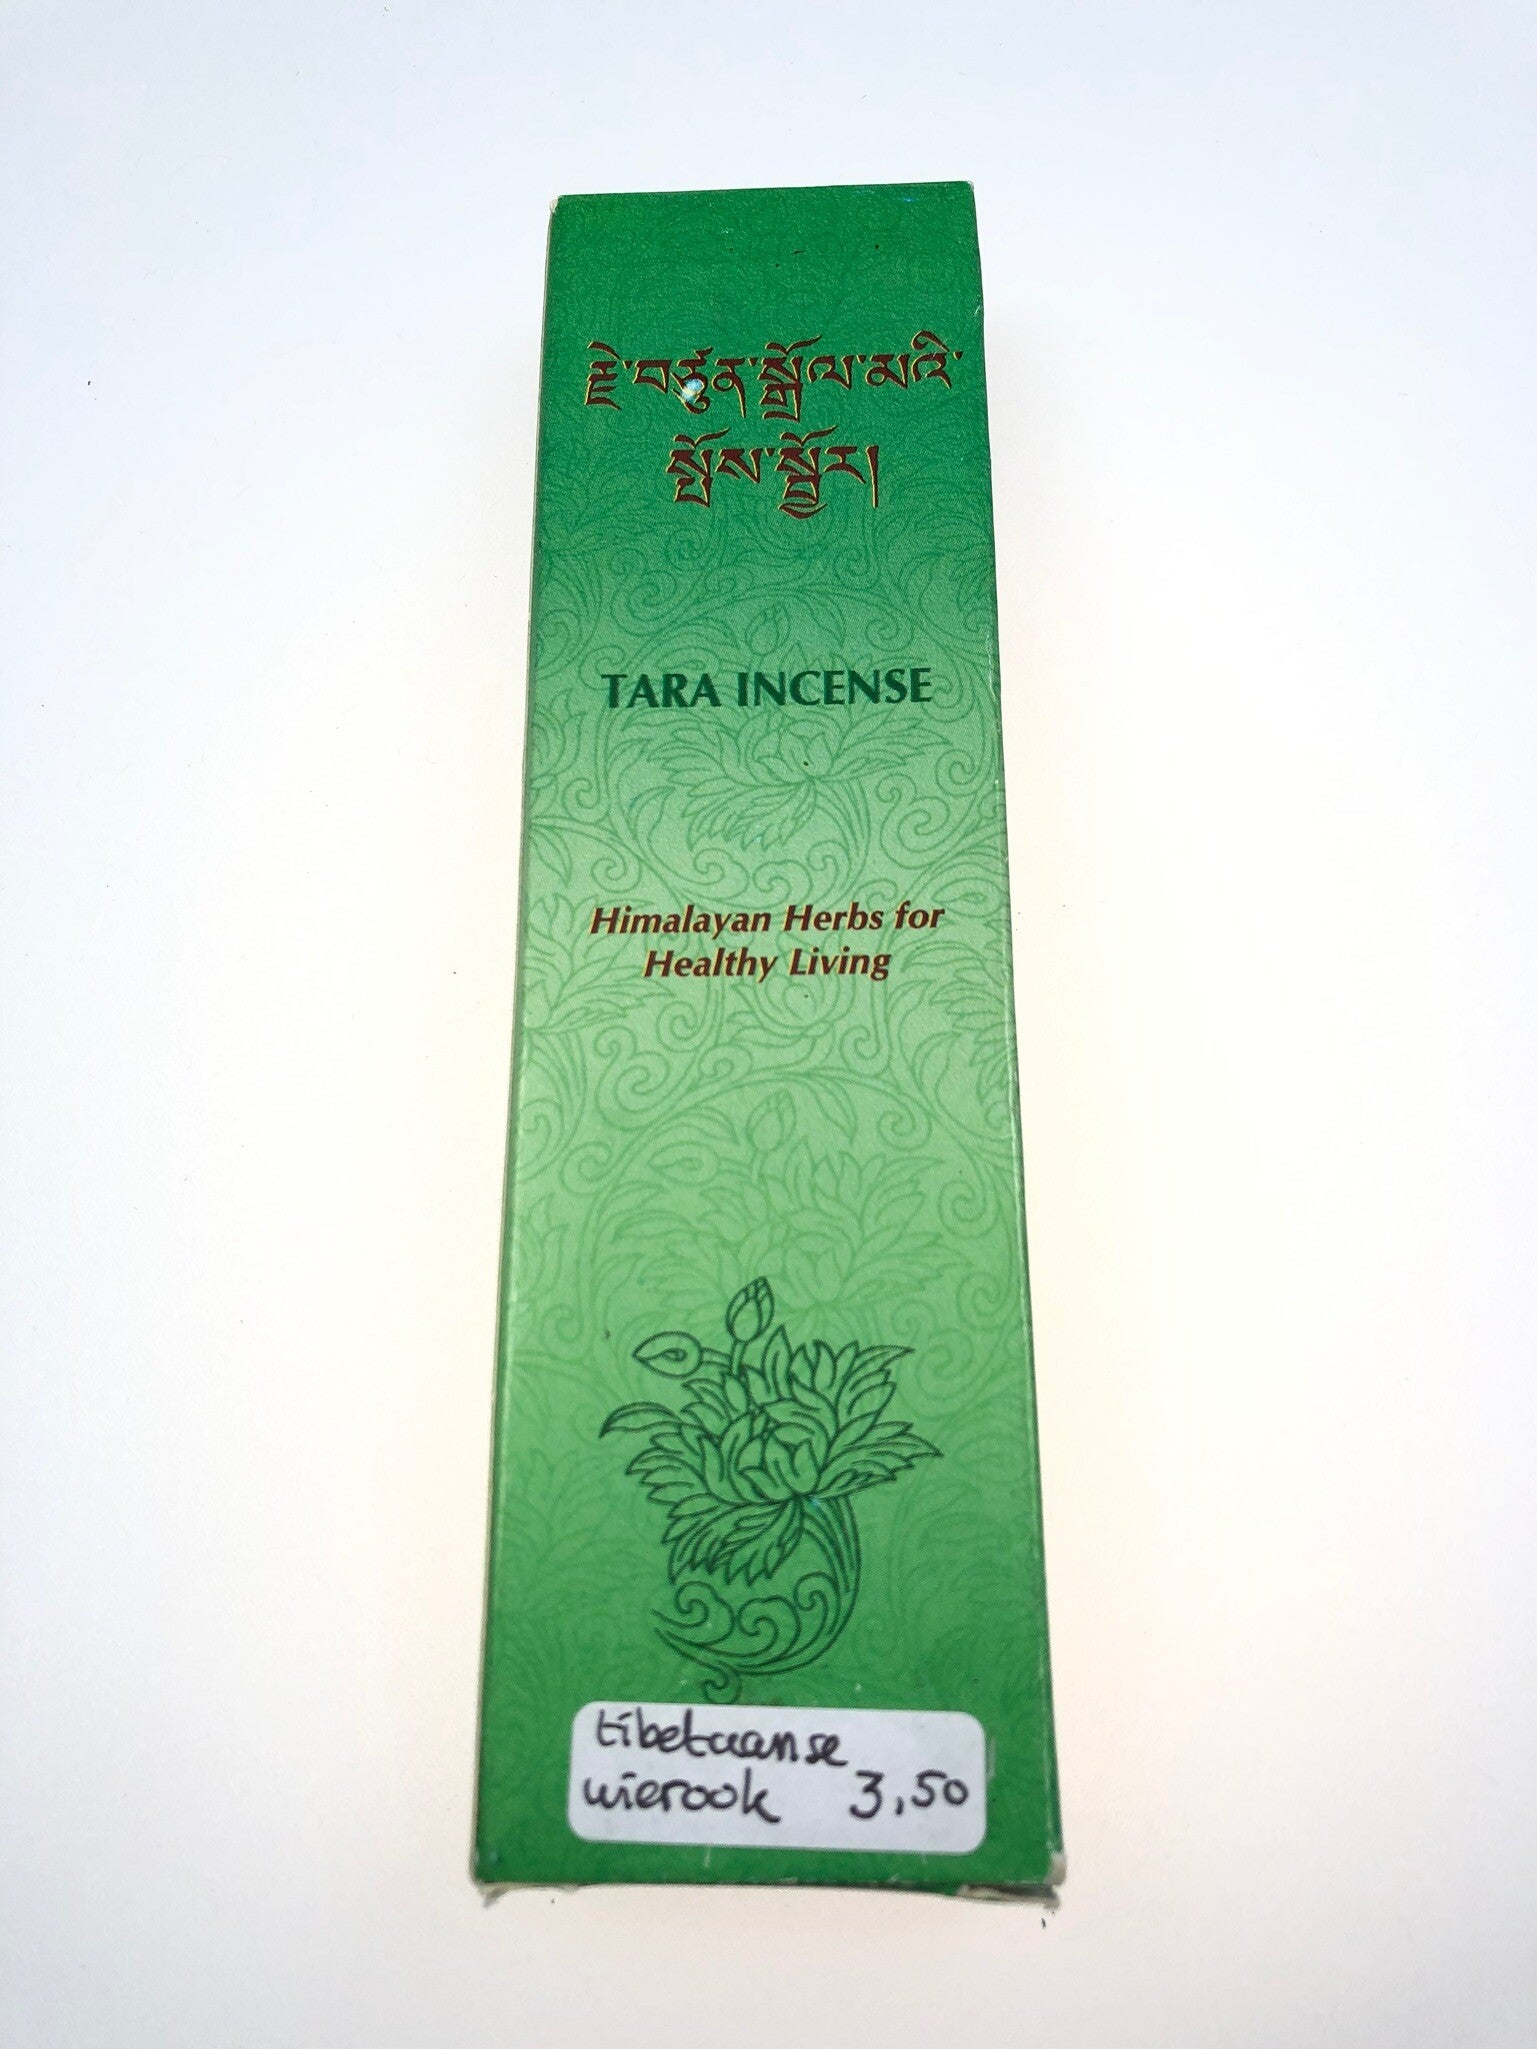 རྗེ་བཙུན་སྒྲོལ་མའི་
སྤོས་སྦྱོར།
TARA INCENSE
Himalayan Herbs for
Healthy Living
tibetaanse
wierook 3,50